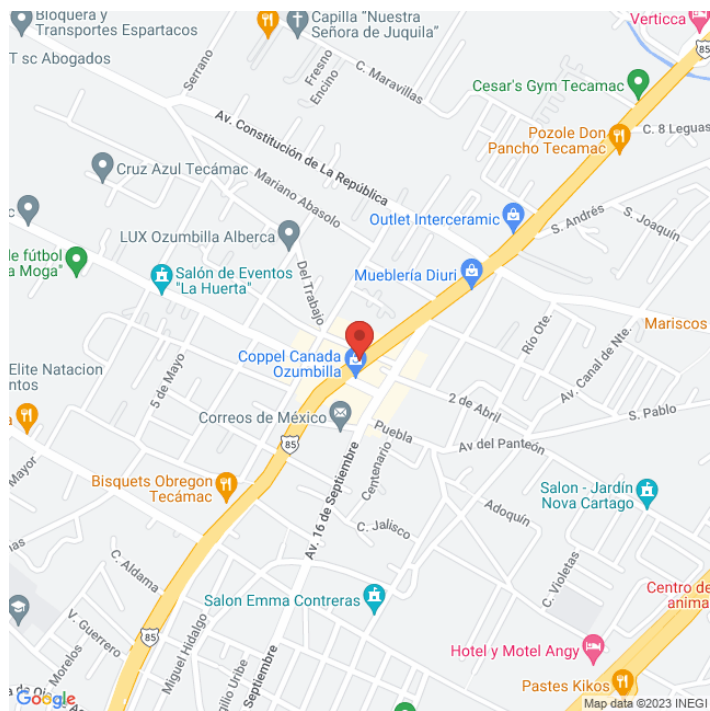 Bloquera y
Transportes Espartacos
Capilla “Nuestra
Señora de Juquila”
Verticca
85
T sc Abogados
Serrano
Fresno
Encino
C. Maravillas
Cesar's Gym Tecamac
Av. Constitución de La República
Pozole Don
Pancho Tecamac
C. 8 Leguas
Cruz Azul Tecámac
Mariano Abasolo
Outlet Interceramic
S. Andrés
S. Joaquín
LUX Ozumbilla Alberca
de fútbol
a Moga"
Salón de Eventos
"La Huerta"
Del Trabajo
Mueblería Diuri
Mariscos
Río Ote.
Av. Canal de Nte.
Coppel Canada
Ozumbilla
Elite Natacion
ntos
5 de Mayo
2 de Abril
S. Pablo
Correos de México
Puebla
Av del Panteón
85
Mayor
Bisquets Obregon
Tecámac
Av. 16 de Septiembre
Centenario
Salon - Jardín
Nova Cartago
Adoquín
C. Jalisco
C. Aldama
Salon Emma Contreras
C. Violetas
Centro de
anima
V. Guerrero
85
Miguel Hidalgo
Hotel y Motel Angy
Morelos
Septiembre
Pastes Kikos
Google
Map data ©2023 INEGI